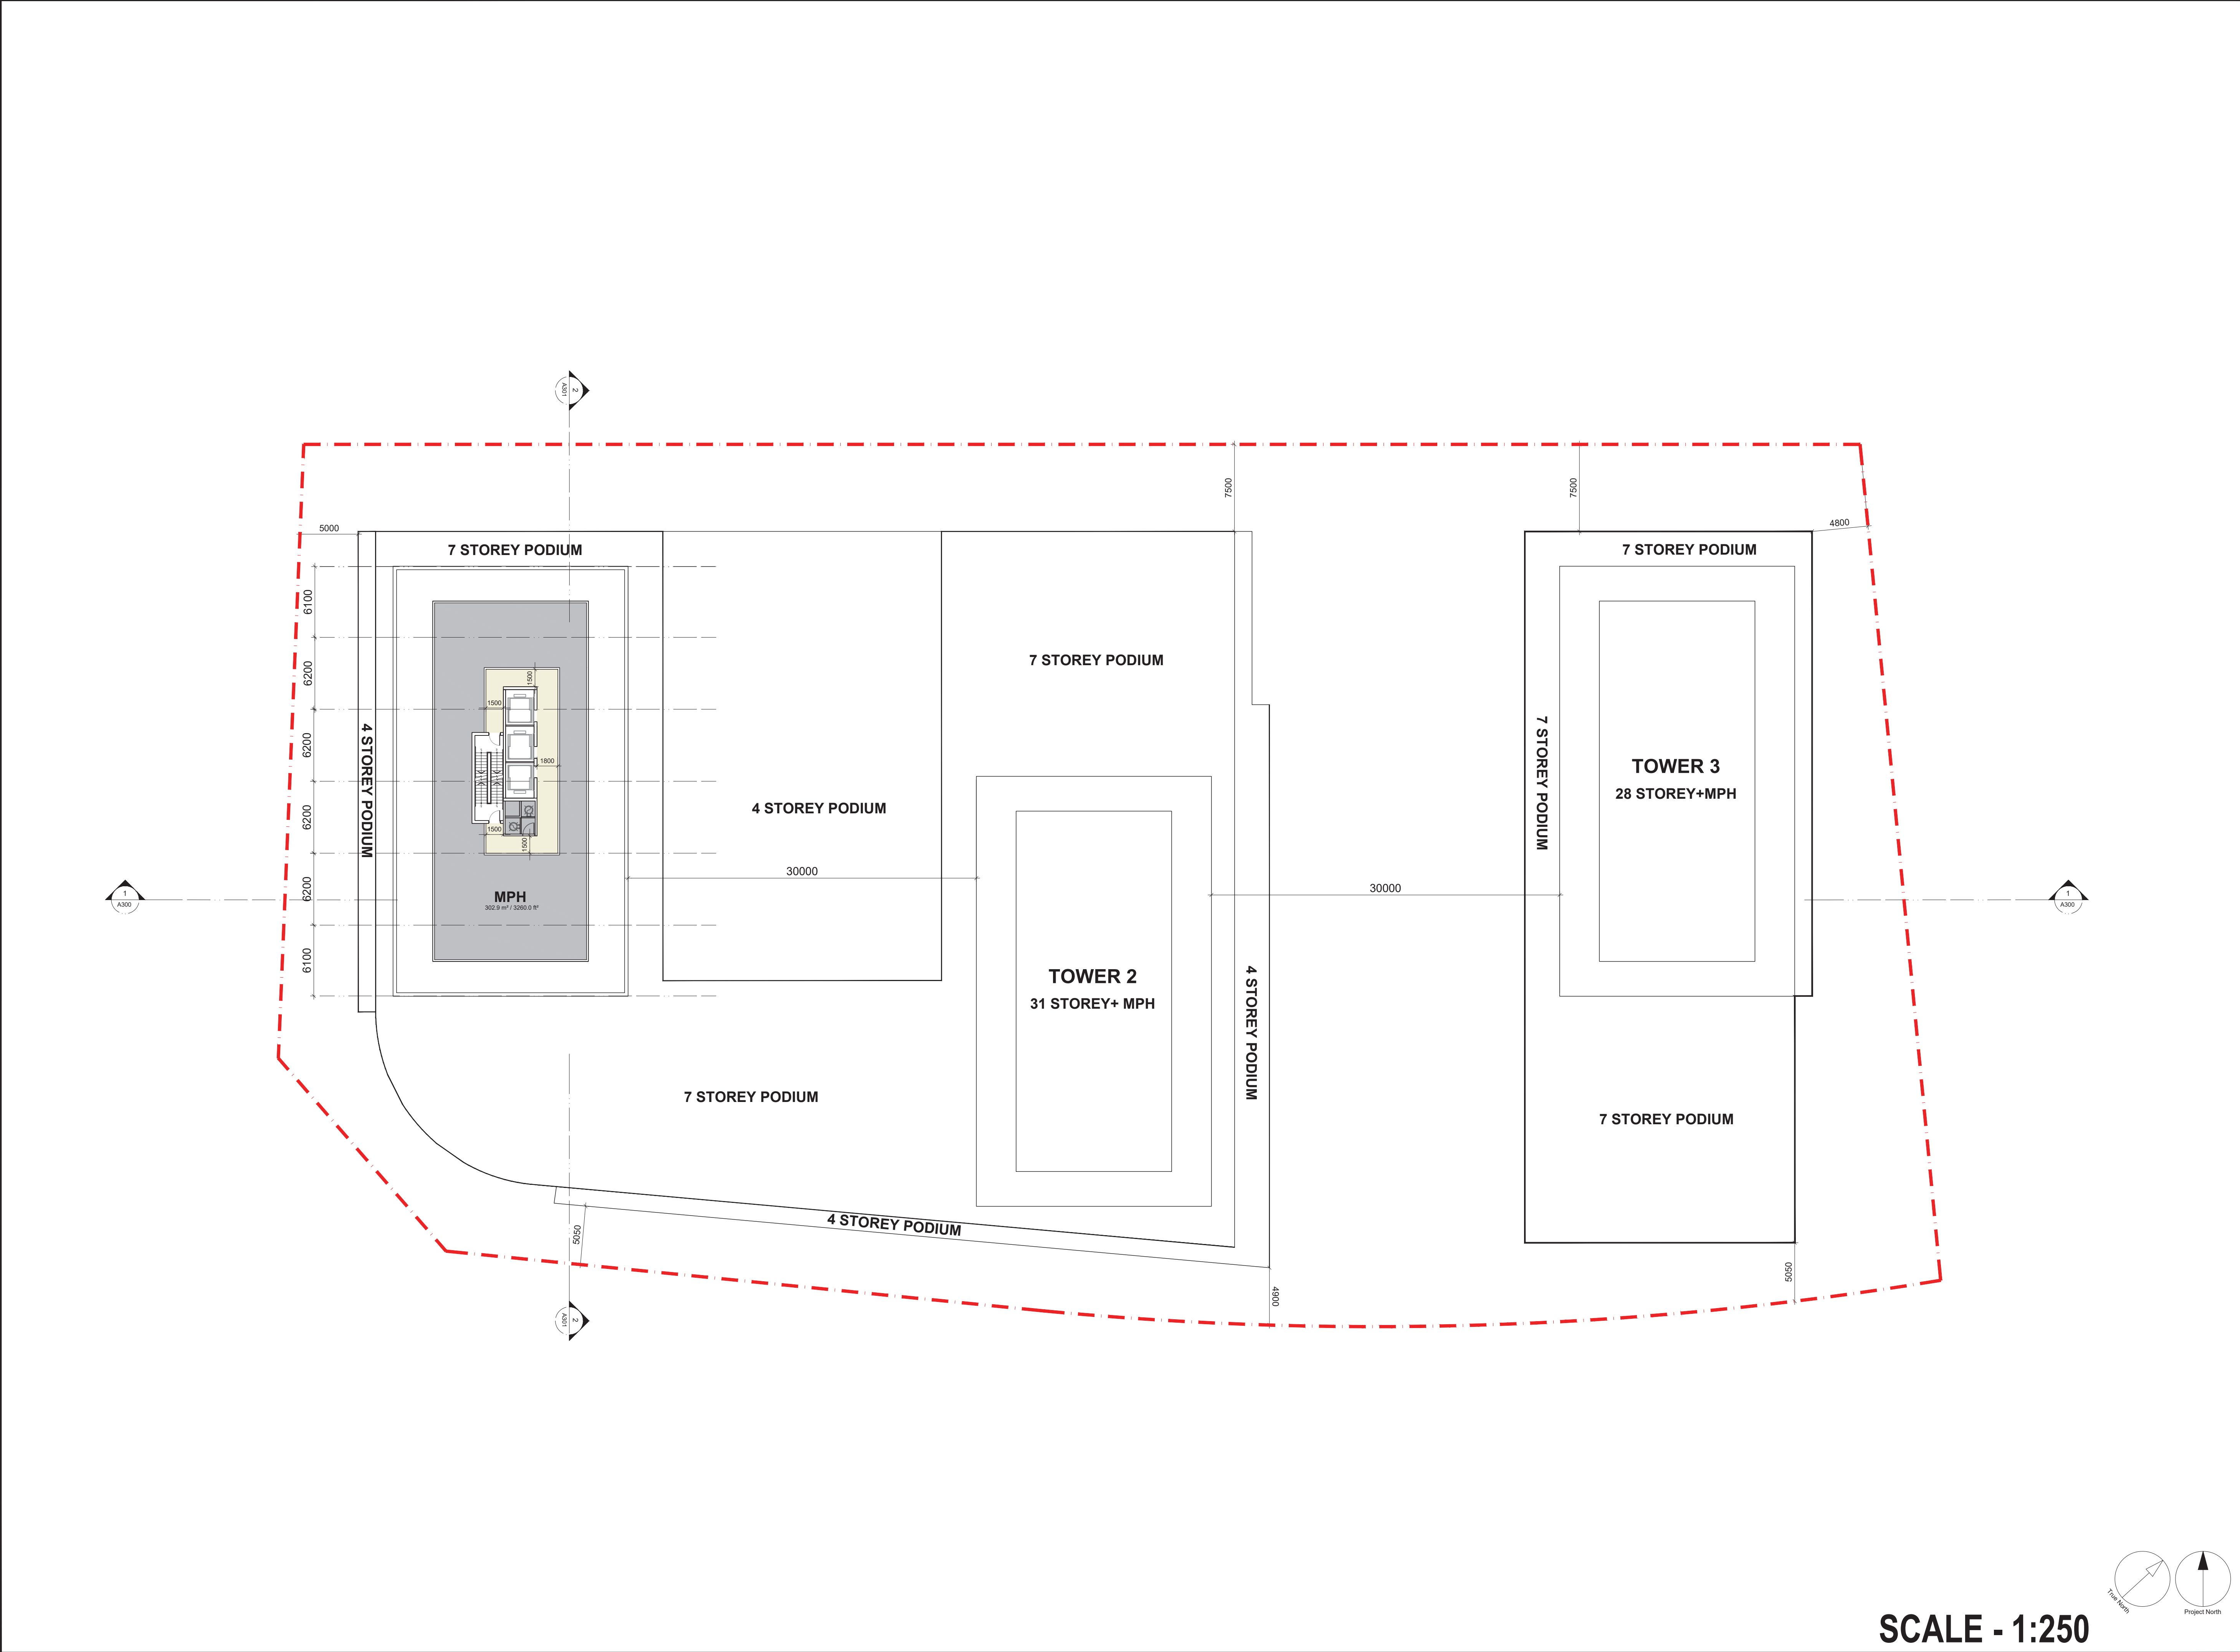 2
A301
7500
7500
5000
4800
7 STOREY PODIUM
7 STOREY PODIUM
6100
6200
6200
6200
6200
6100
4 STOREY PODIUM
1500
1500
1800
1500
1500
MPH
302.9 m² / 3260.0 ft²
7 STOREY PODIUM
4 STOREY PODIUM
30000
30000
7 STOREY PODIUM
TOWER 3
28 STOREY+MPH
1
A300
1
A300
TOWER 2
31 STOREY+ MPH
4 STOREY PODIUM
7 STOREY PODIUM
7 STOREY PODIUM
4 STOREY PODIUM
5050
4900
5050
2
A301
True North
Project North
SCALE - 1:250